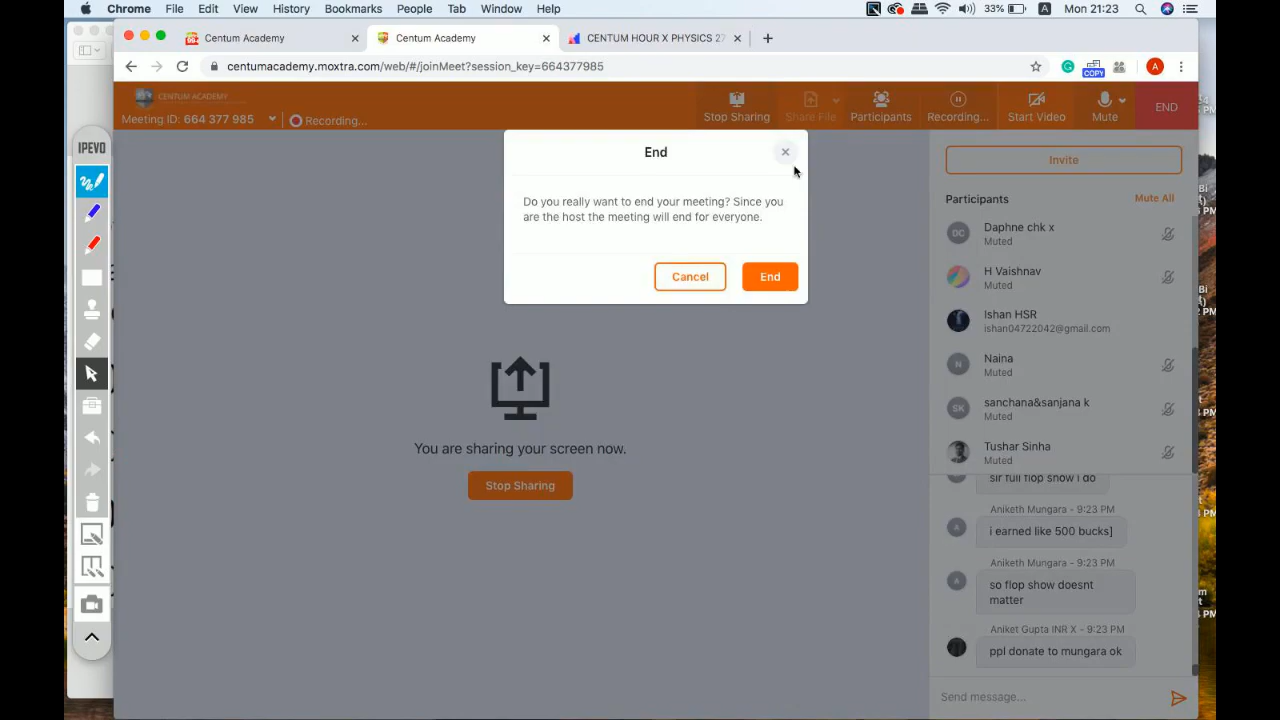 Chrome File Edit View History Bookmarks People Tab Window Help
33% A Mon 21:23
Centum Academy
Centum Academy
CENTUM HOUR X PHYSICS 27
centumacademy.moxtra.com/web/#/joinMeet?session_key=664377985
COPY
A
CENTUM ACADEMY
Meeting ID: 664 377 985
Recording...
Stop Sharing
Share File
Participants
Recording...
Start Video
Mute
END
IPEVO
End
Do you really want to end your meeting? Since you
are the host the meeting will end for everyone.
Cancel
End
You are sharing your screen now.
Stop Sharing
Invite
Participants
Mute All
DC
Daphne chk x
Muted
H Vaishnav
Muted
Ishan HSR
ishan04722042@gmail.com
N
Naina
Muted
SK
sanchana&sanjana k
Muted
Tushar Sinha
Muted
sir full flop show i do
Aniketh Mungara - 9:23 PM
A
i earned like 500 bucks]
Aniketh Mungara - 9:23 PM
A
so flop show doesnt
matter
Aniket Gupta INR X - 9:23 PM
ppl donate to mungara ok
Send message...